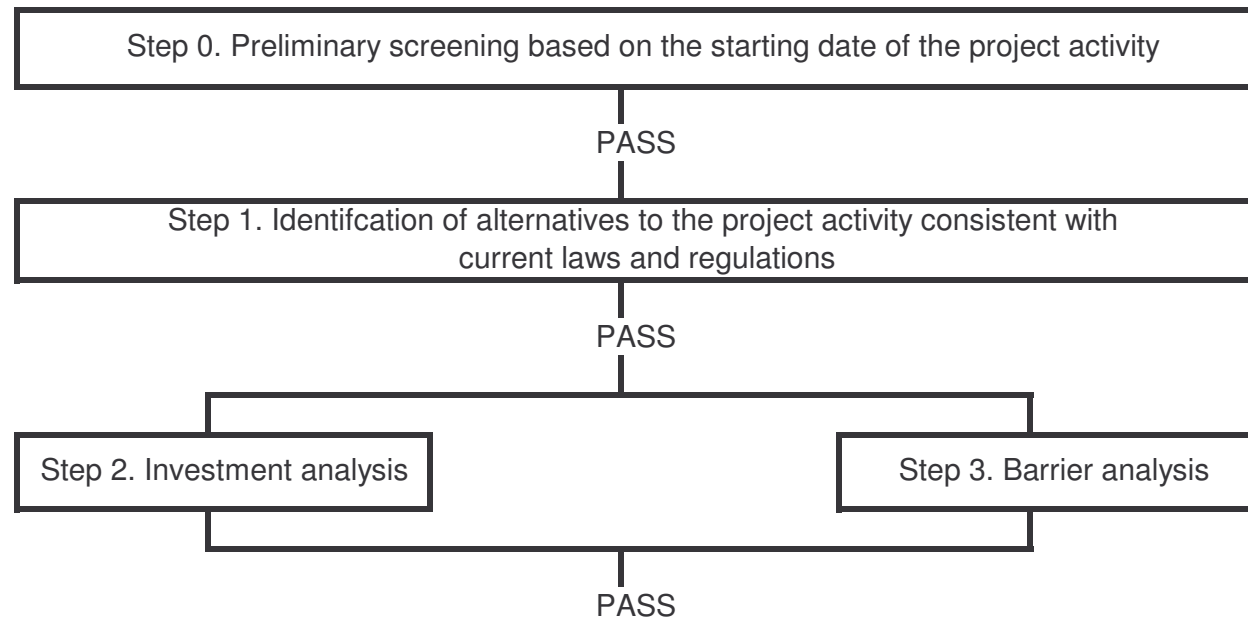 Step 0. Preliminary screening based on the starting date of the project activity
PASS
Step 1. Identifcation of alternatives to the project activity consistent with
current laws and regulations
PASS
Step 2. Investment analysis
Step 3. Barrier analysis
PASS